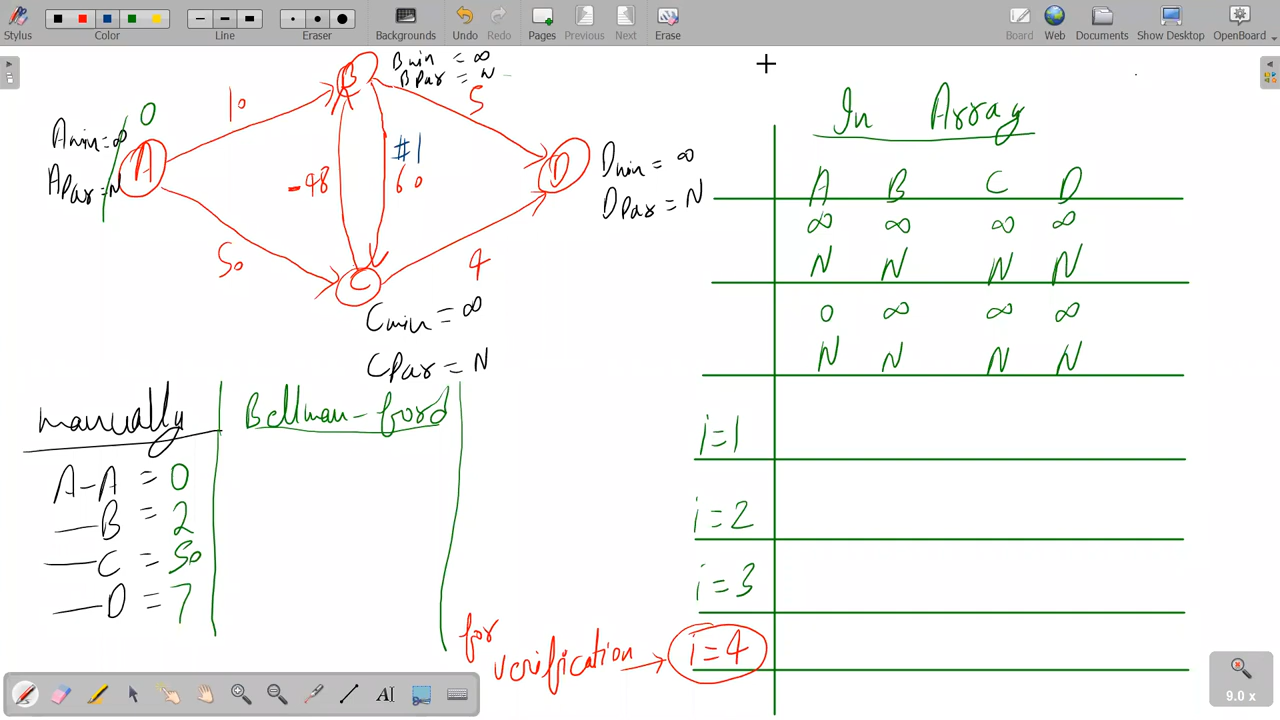 Stylus
Color
Line
Eraser
Backgrounds
Undo
Redo
Pages
Previous
Next
Erase
Board
Web
Documents
Show Desktop
OpenBoard
Bmin = ∞
BPar = N
0
Amin = ∞
APar = N
A
10
B
5
#1
-48
60
D
Dmin = ∞
DPar = N
50
C
4
Cmin = ∞
CPar = N
manually
A-A = 0
—B = 2
—C = 50
—D = 7
Bellman-ford
In Array
A B C D
∞ ∞ ∞ ∞
N N N N
0 ∞ ∞ ∞
N N N N
i=1
i=2
i=3
for verification → i=4
9.0 x